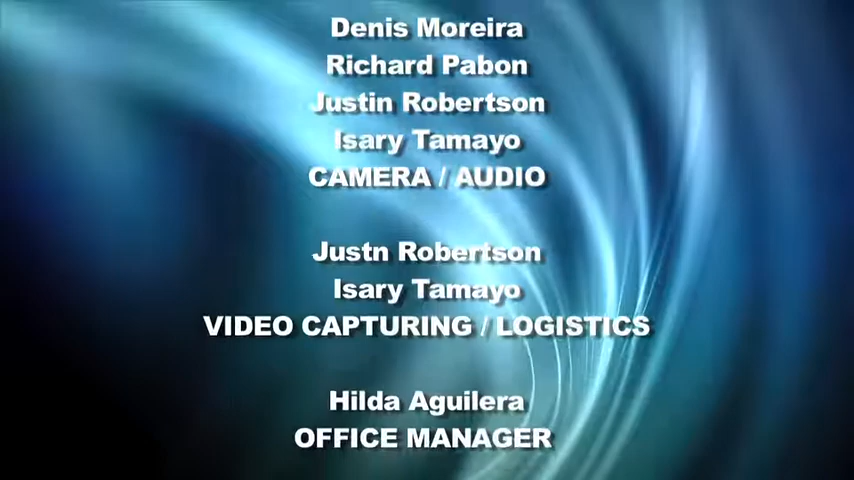 Denis Moreira
Richard Pabon
Justin Robertson
Isary Tamayo
CAMERA / AUDIO
Justn Robertson
Isary Tamayo
VIDEO CAPTURING / LOGISTICS
Hilda Aguilera
OFFICE MANAGER